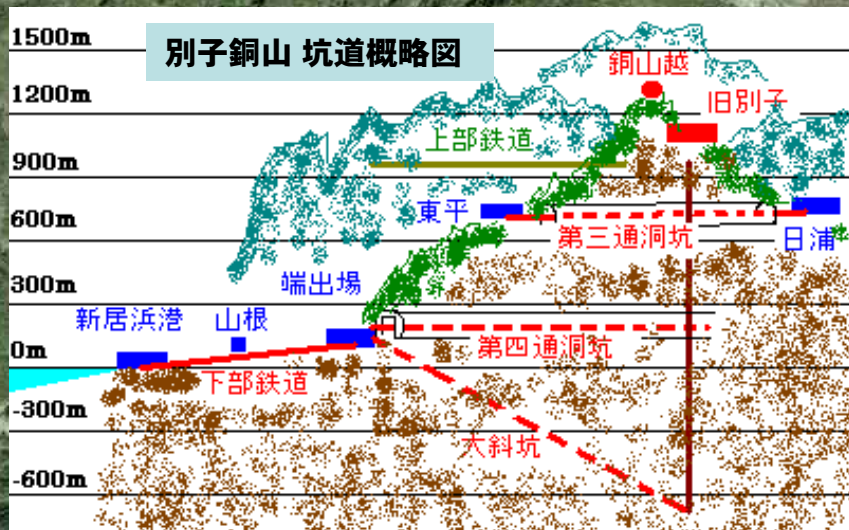 別子銅山 坑道概略図
1500m
銅山越
1200m
旧別子
上部鉄道
900m
東平
600m
第三通洞坑
日浦
端出場
300m
新居浜港
山根
0m
第四通洞坑
下部鉄道
-300m
大斜坑
-600m